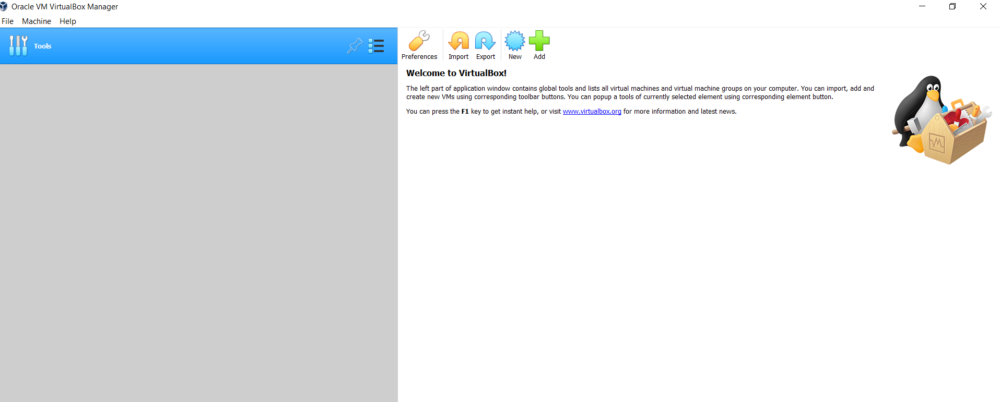 Oracle VM VirtualBox Manager
File Machine Help
Tools
Preferences Import Export New Add
Welcome to VirtualBox!
The left part of application window contains global tools and lists all virtual machines and virtual machine groups on your computer. You can import, add and
create new VMs using corresponding toolbar buttons. You can popup a tools of currently selected element using corresponding element button.
You can press the F1 key to get instant help, or visit www.virtualbox.org for more information and latest news.